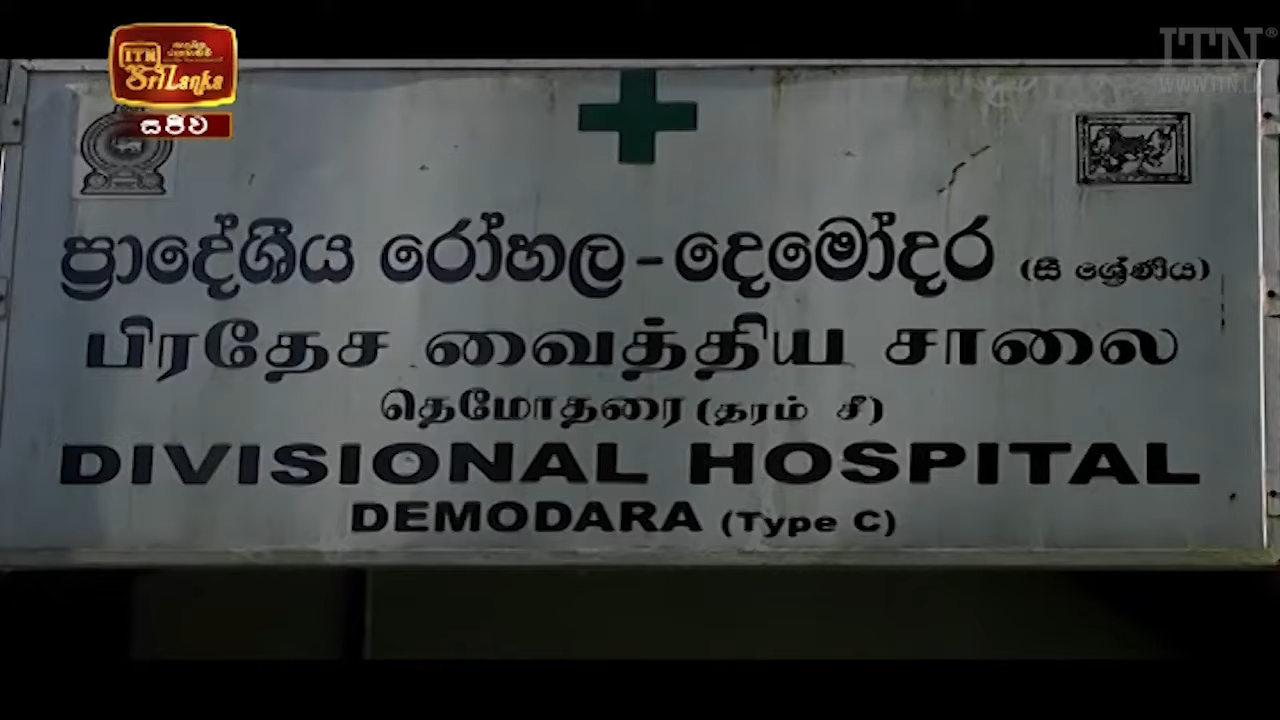 ITN
Sri Lanka
සජීව
ITN®
WWW.ITN.LK
ප්‍රාදේශීය රෝහල - දෙමෝදර (සී ශ්‍රේණිය)
பிரதேச வைத்திய சாலை
தெமோதரை (தரம் சீ)
DIVISIONAL HOSPITAL
DEMODARA (Type C)